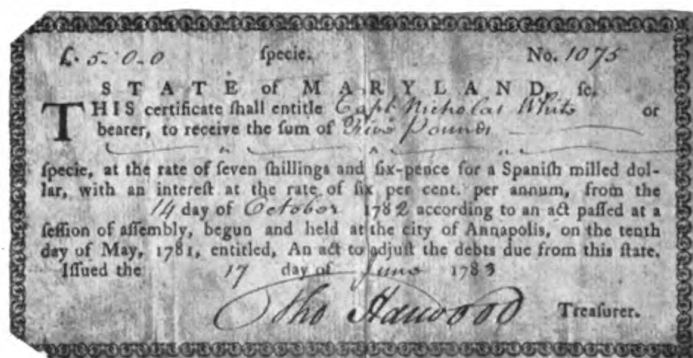 £. 5-0-0 ſpecie. No. 1075
STATE of MARYLAND, ſc.
THIS certificate ſhall entitle Capt. Nicholas White or
bearer, to receive the ſum of Five Pounds
ſpecie, at the rate of ſeven ſhillings and ſix-pence for a Spaniſh milled dol-
lar, with an intereſt at the rate of ſix per cent. per annum, from the
14 day of October 1782 according to an act paſſed at a
ſeſſion of aſſembly, begun and held at the city of Annapolis, on the tenth
day of May, 1781, entitled, An act to adjuſt the debts due from this ſtate.
Iſſued the 17 day of June 1783
Tho Harwood Treaſurer.